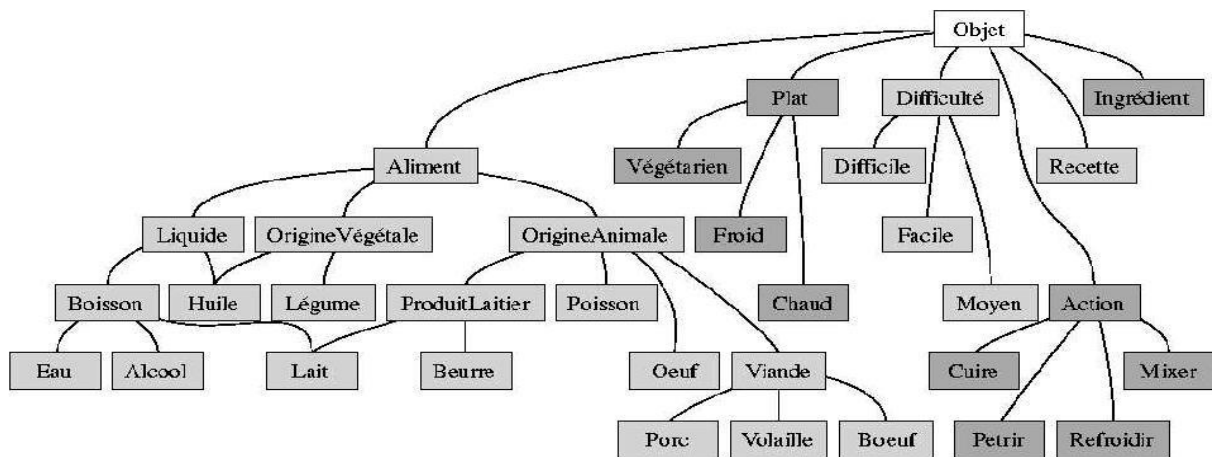 Objet
Plat
Difficulté
Ingrédient
Aliment
Végétarien
Difficile
Recette
Liquide
OrigineVégétale
OrigineAnimale
Froid
Facile
Boisson
Huile
Légume
ProduitLaitier
Poisson
Chaud
Moyen
Action
Eau
Alcool
Lait
Beurre
Oeuf
Viande
Cuire
Mixer
Porc
Volaille
Boeuf
Petrir
Refroidir